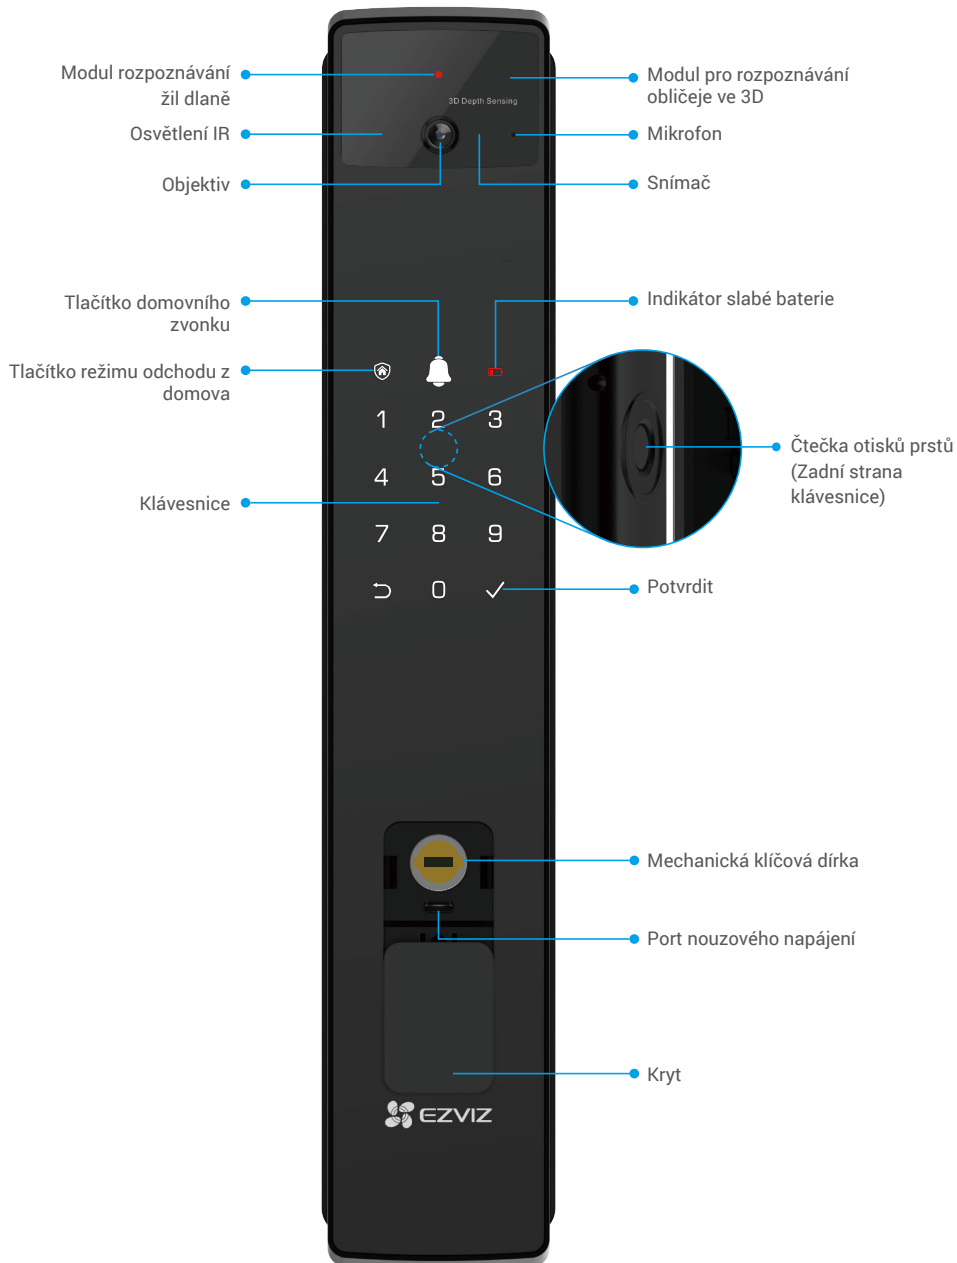 Modul rozpoznávání
žil dlaně
Modul pro rozpoznávání
obličeje ve 3D
3D Depth Sensing
Osvětlení IR
Mikrofon
Objektiv
Snímač
Tlačítko domovního
zvonku
Indikátor slabé baterie
Tlačítko režimu odchodu z
domova
1 2 3
4 5 6
7 8 9
0
Čtečka otisků prstů
(Zadní strana
klávesnice)
Klávesnice
Potvrdit
Mechanická klíčová dírka
Port nouzového napájení
Kryt
EZVIZ